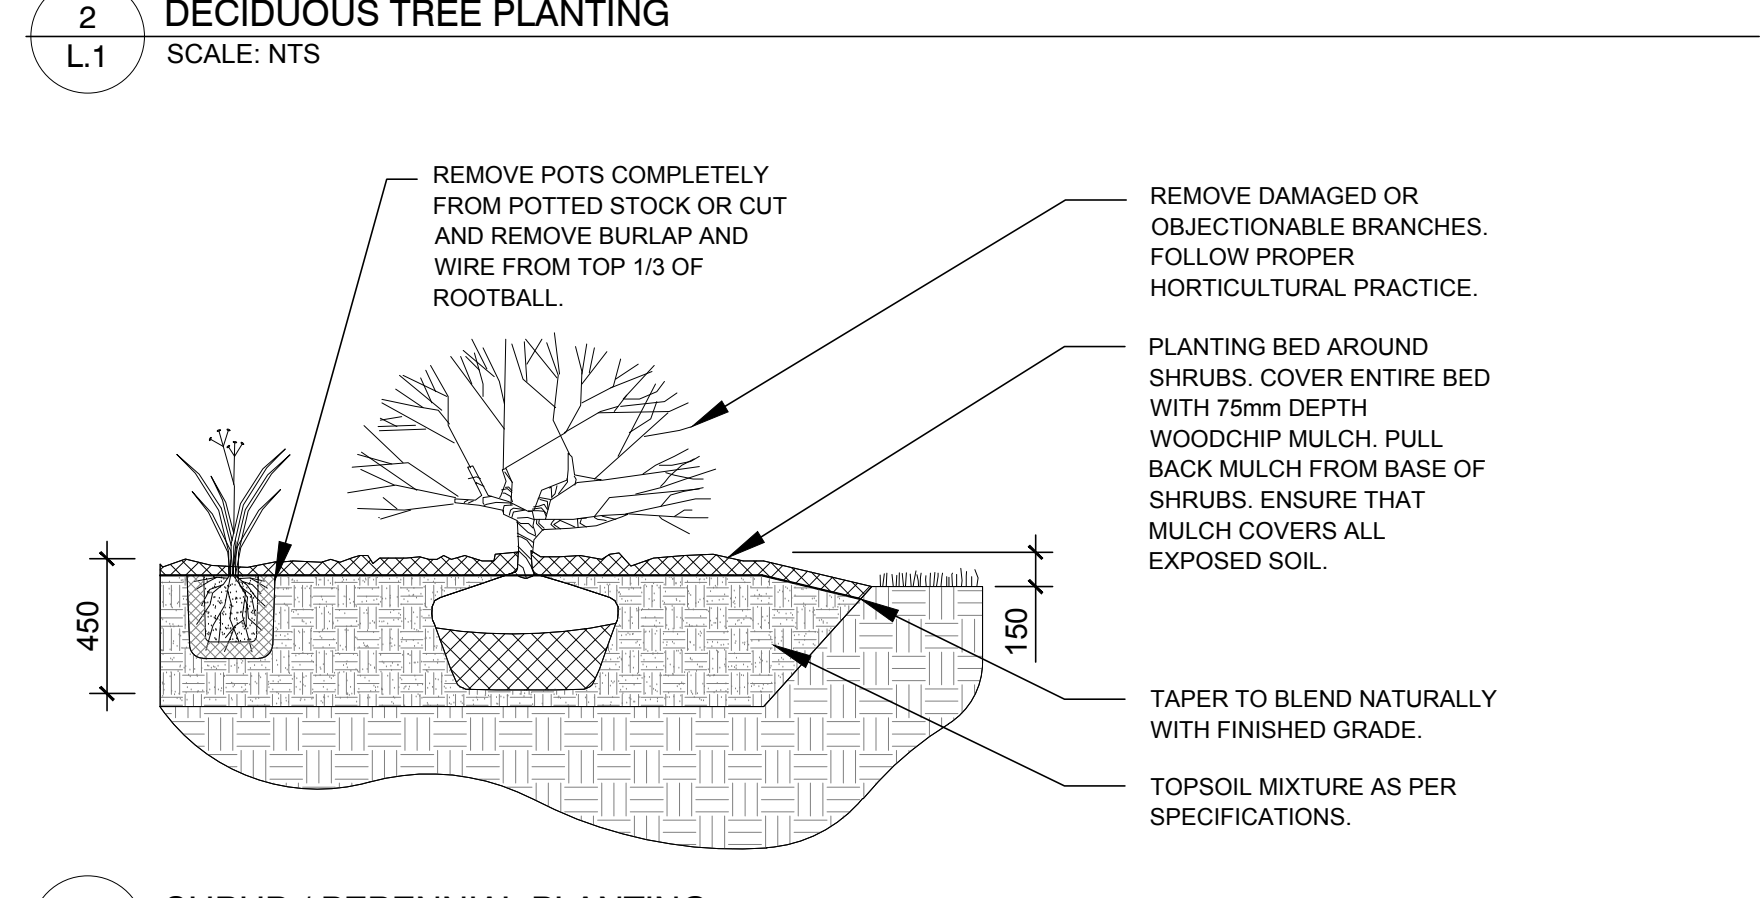 2
DECIDUOUS TREE PLANTING
L.1
SCALE: NTS
REMOVE POTS COMPLETELY
FROM POTTED STOCK OR CUT
AND REMOVE BURLAP AND
WIRE FROM TOP 1/3 OF
ROOTBALL.
REMOVE DAMAGED OR
OBJECTIONABLE BRANCHES.
FOLLOW PROPER
HORTICULTURAL PRACTICE.
PLANTING BED AROUND
SHRUBS. COVER ENTIRE BED
WITH 75mm DEPTH
WOODCHIP MULCH. PULL
BACK MULCH FROM BASE OF
SHRUBS. ENSURE THAT
MULCH COVERS ALL
EXPOSED SOIL.
450
150
TAPER TO BLEND NATURALLY
WITH FINISHED GRADE.
TOPSOIL MIXTURE AS PER
SPECIFICATIONS.
SHRUB / PERENNIAL PLANTING